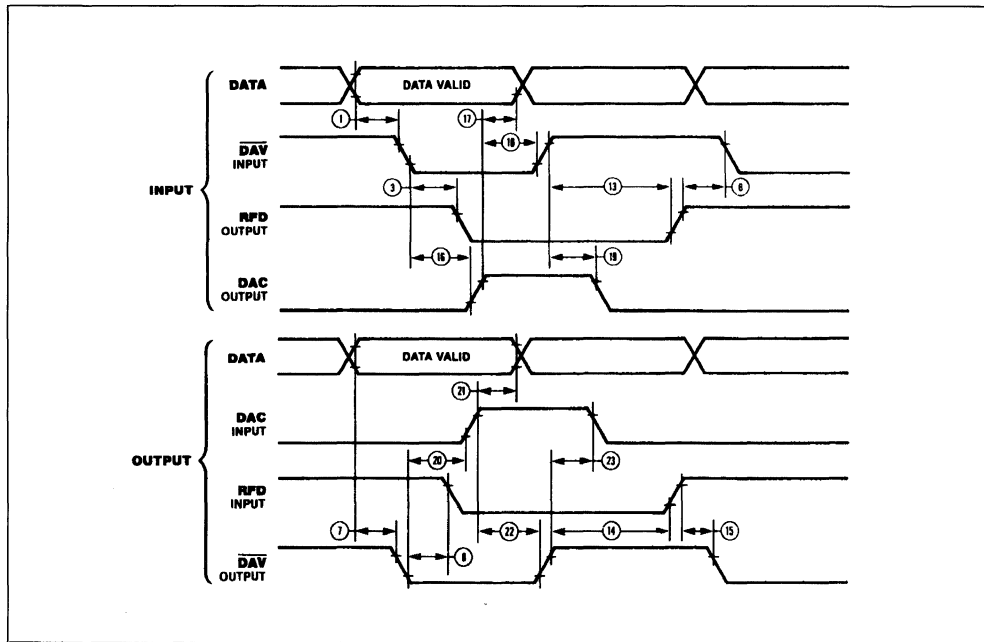 DATA
DATA VALID
1
17
18
DAV
INPUT
INPUT
3
13
6
RFD
OUTPUT
16
19
DAC
OUTPUT
DATA
DATA VALID
21
DAC
INPUT
OUTPUT
20
23
RFD
INPUT
7
8
22
14
15
DAV
OUTPUT